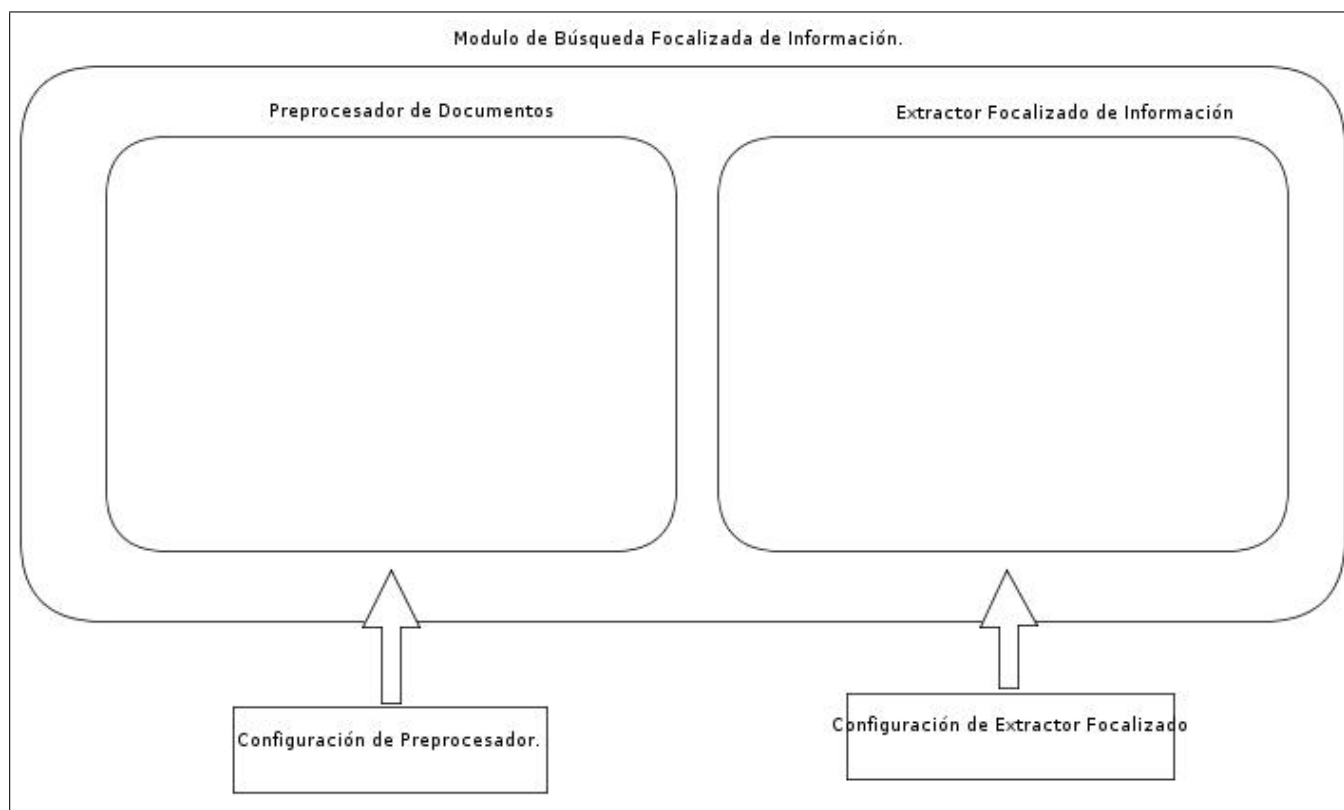 Modulo de Búsqueda Focalizada de Información.
Preprocesador de Documentos
Extractor Focalizado de Información
Configuración de Preprocesador.
Configuración de Extractor Focalizado